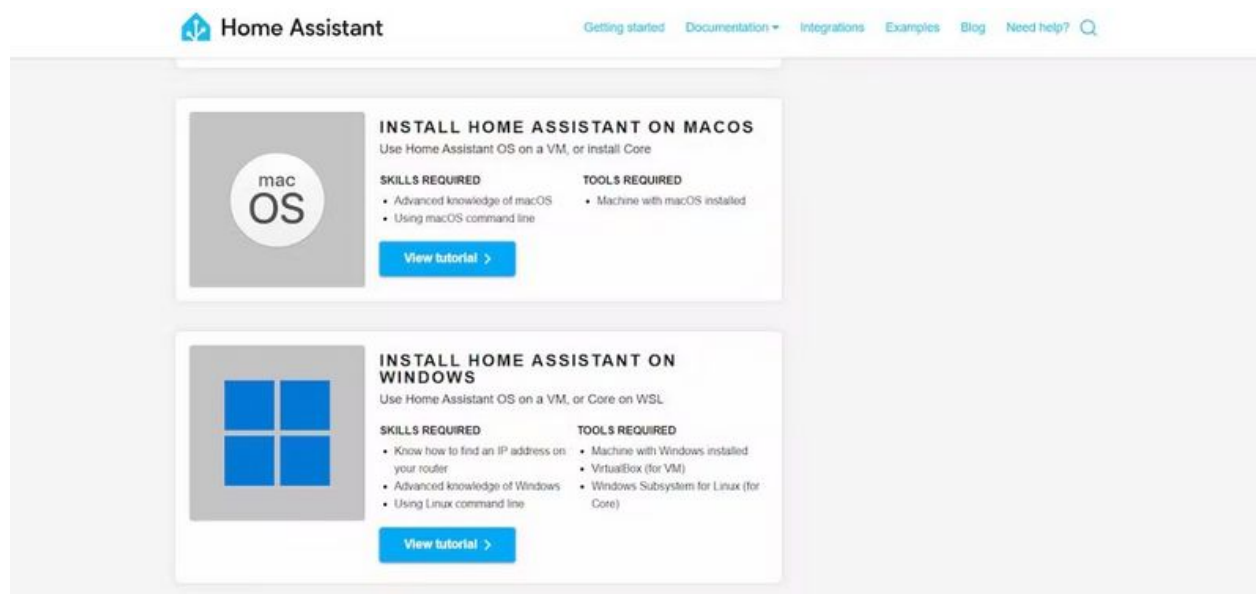 Home Assistant
Getting started Documentation Integrations Examples Blog Need help?
INSTALL HOME ASSISTANT ON MACOS
Use Home Assistant OS on a VM, or install Core
mac
OS
SKILLS REQUIRED
• Advanced knowledge of macOS
• Using macOS command line
TOOLS REQUIRED
• Machine with macOS installed
View tutorial >
INSTALL HOME ASSISTANT ON
WINDOWS
Use Home Assistant OS on a VM, or Core on WSL
SKILLS REQUIRED
• Know how to find an IP address on
your router
• Advanced knowledge of Windows
• Using Linux command line
TOOLS REQUIRED
• Machine with Windows installed
• VirtualBox (for VM)
• Windows Subsystem for Linux (for
Core)
View tutorial >